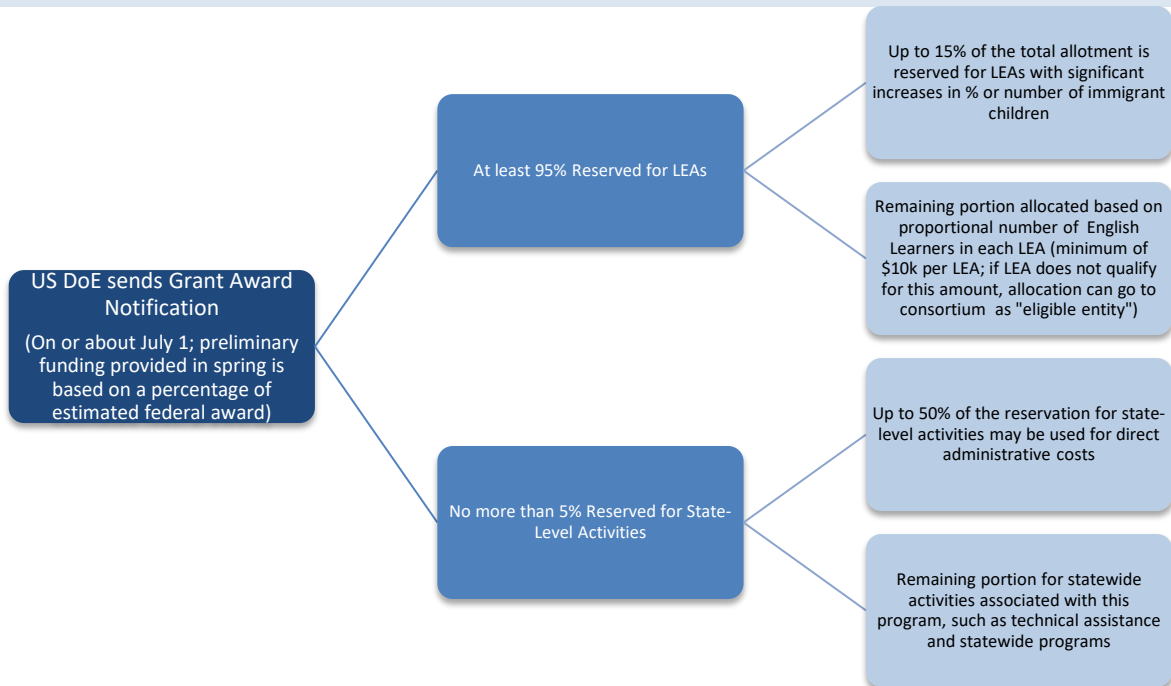 US DoE sends Grant Award
Notification
(On or about July 1; preliminary
funding provided in spring is
based on a percentage of
estimated federal award)
At least 95% Reserved for LEAs
Up to 15% of the total allotment is
reserved for LEAs with significant
increases in % or number of immigrant
children
Remaining portion allocated based on
proportional number of English
Learners in each LEA (minimum of
$10k per LEA; if LEA does not qualify
for this amount, allocation can go to
consortium as "eligible entity")
No more than 5% Reserved for State-
Level Activities
Up to 50% of the reservation for state-
level activities may be used for direct
administrative costs
Remaining portion for statewide
activities associated with this
program, such as technical assistance
and statewide programs